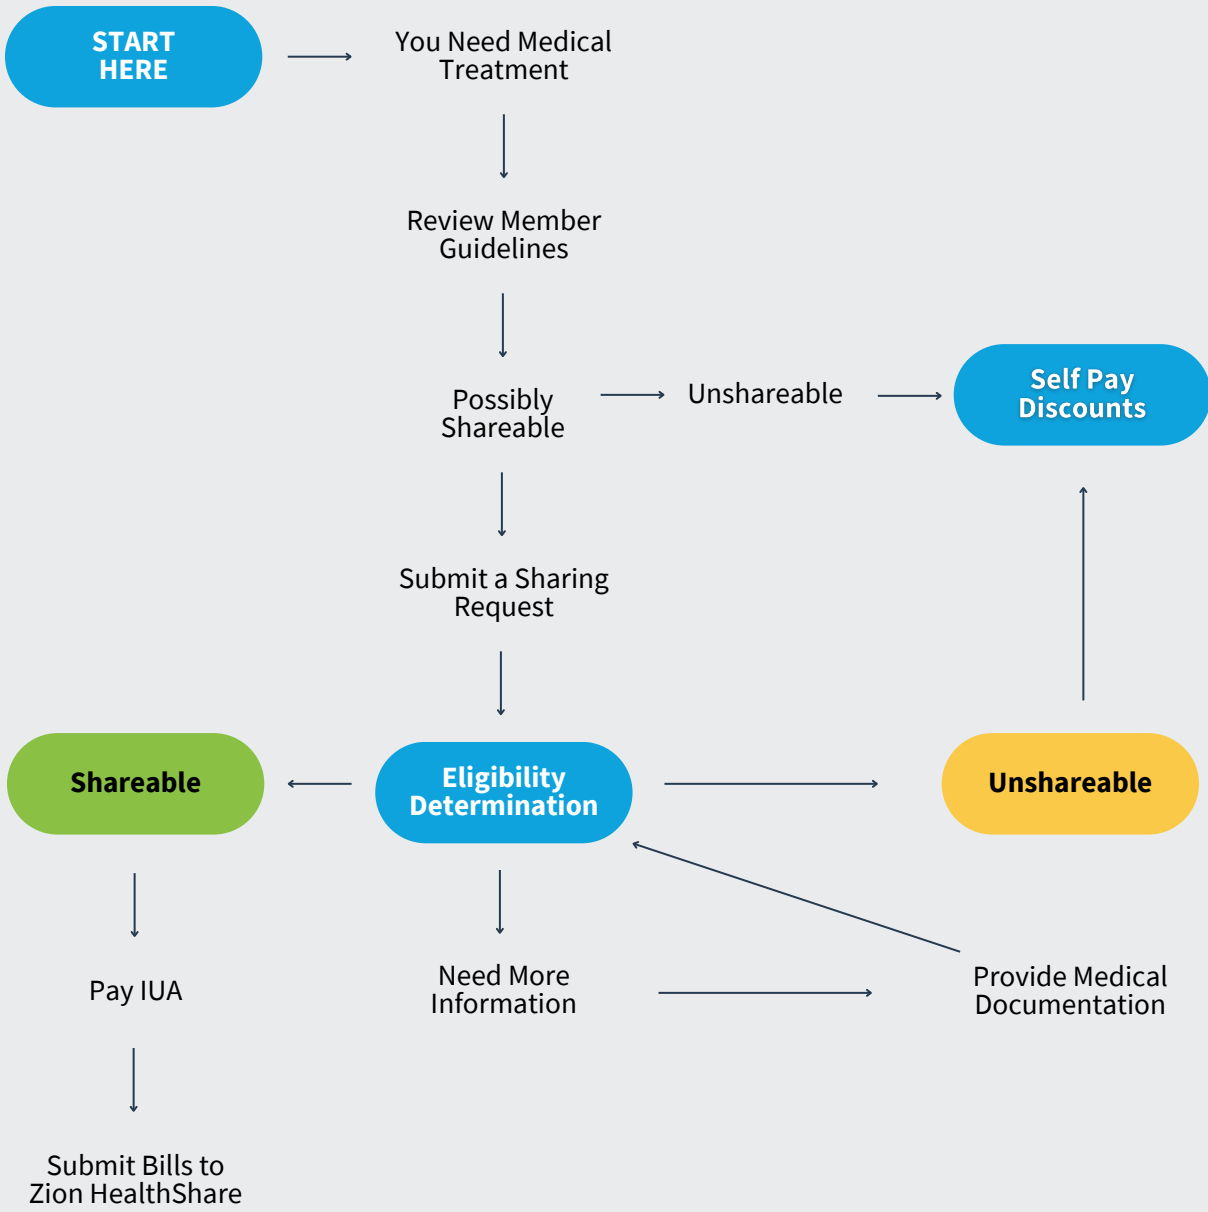 START
HERE
You Need Medical
Treatment
Review Member
Guidelines
Possibly
Shareable
Unshareable
Self Pay
Discounts
Submit a Sharing
Request
Shareable
Eligibility
Determination
Unshareable
Pay IUA
Need More
Information
Provide Medical
Documentation
Submit Bills to
Zion HealthShare